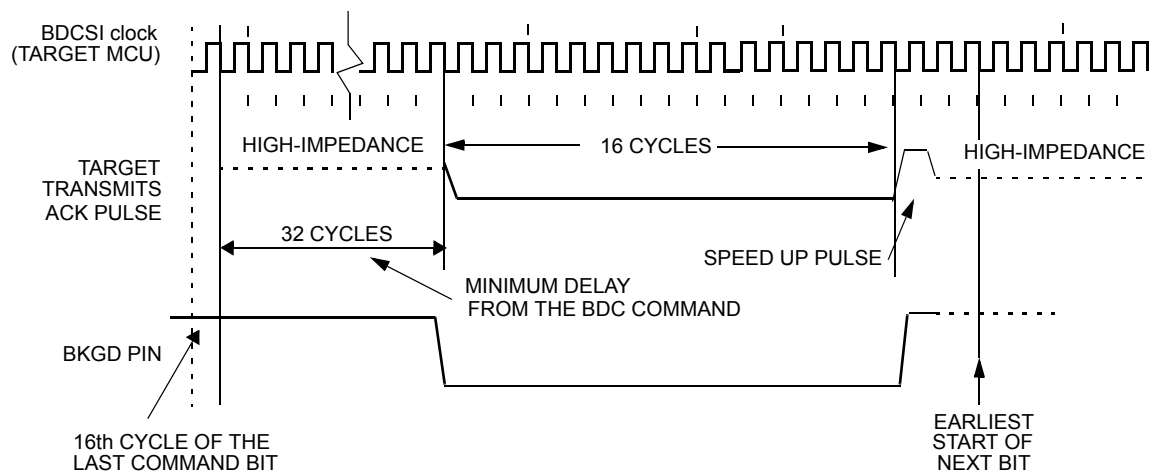 BDCSI clock
(TARGET MCU)
HIGH-IMPEDANCE
16 CYCLES
HIGH-IMPEDANCE
TARGET
TRANSMITS
ACK PULSE
32 CYCLES
SPEED UP PULSE
MINIMUM DELAY
FROM THE BDC COMMAND
BKGD PIN
16th CYCLE OF THE
LAST COMMAND BIT
EARLIEST
START OF
NEXT BIT